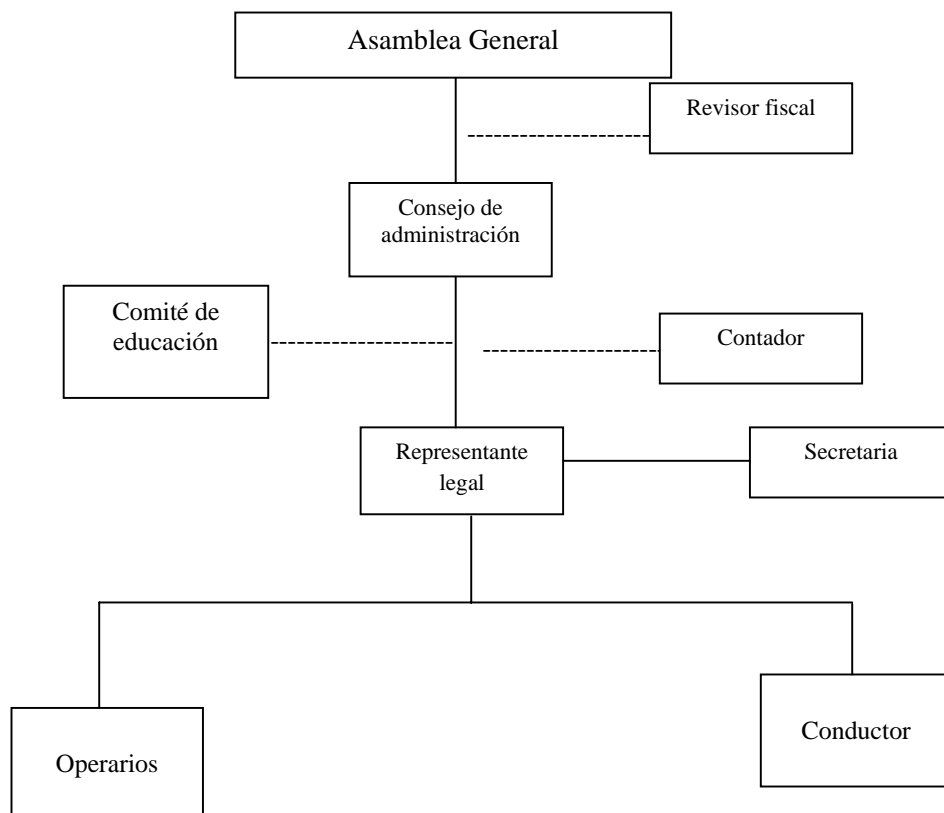 Asamblea General
Revisor fiscal
Consejo de
administración
Comité de
educación
Contador
Representante
legal
Secretaria
Operarios
Conductor